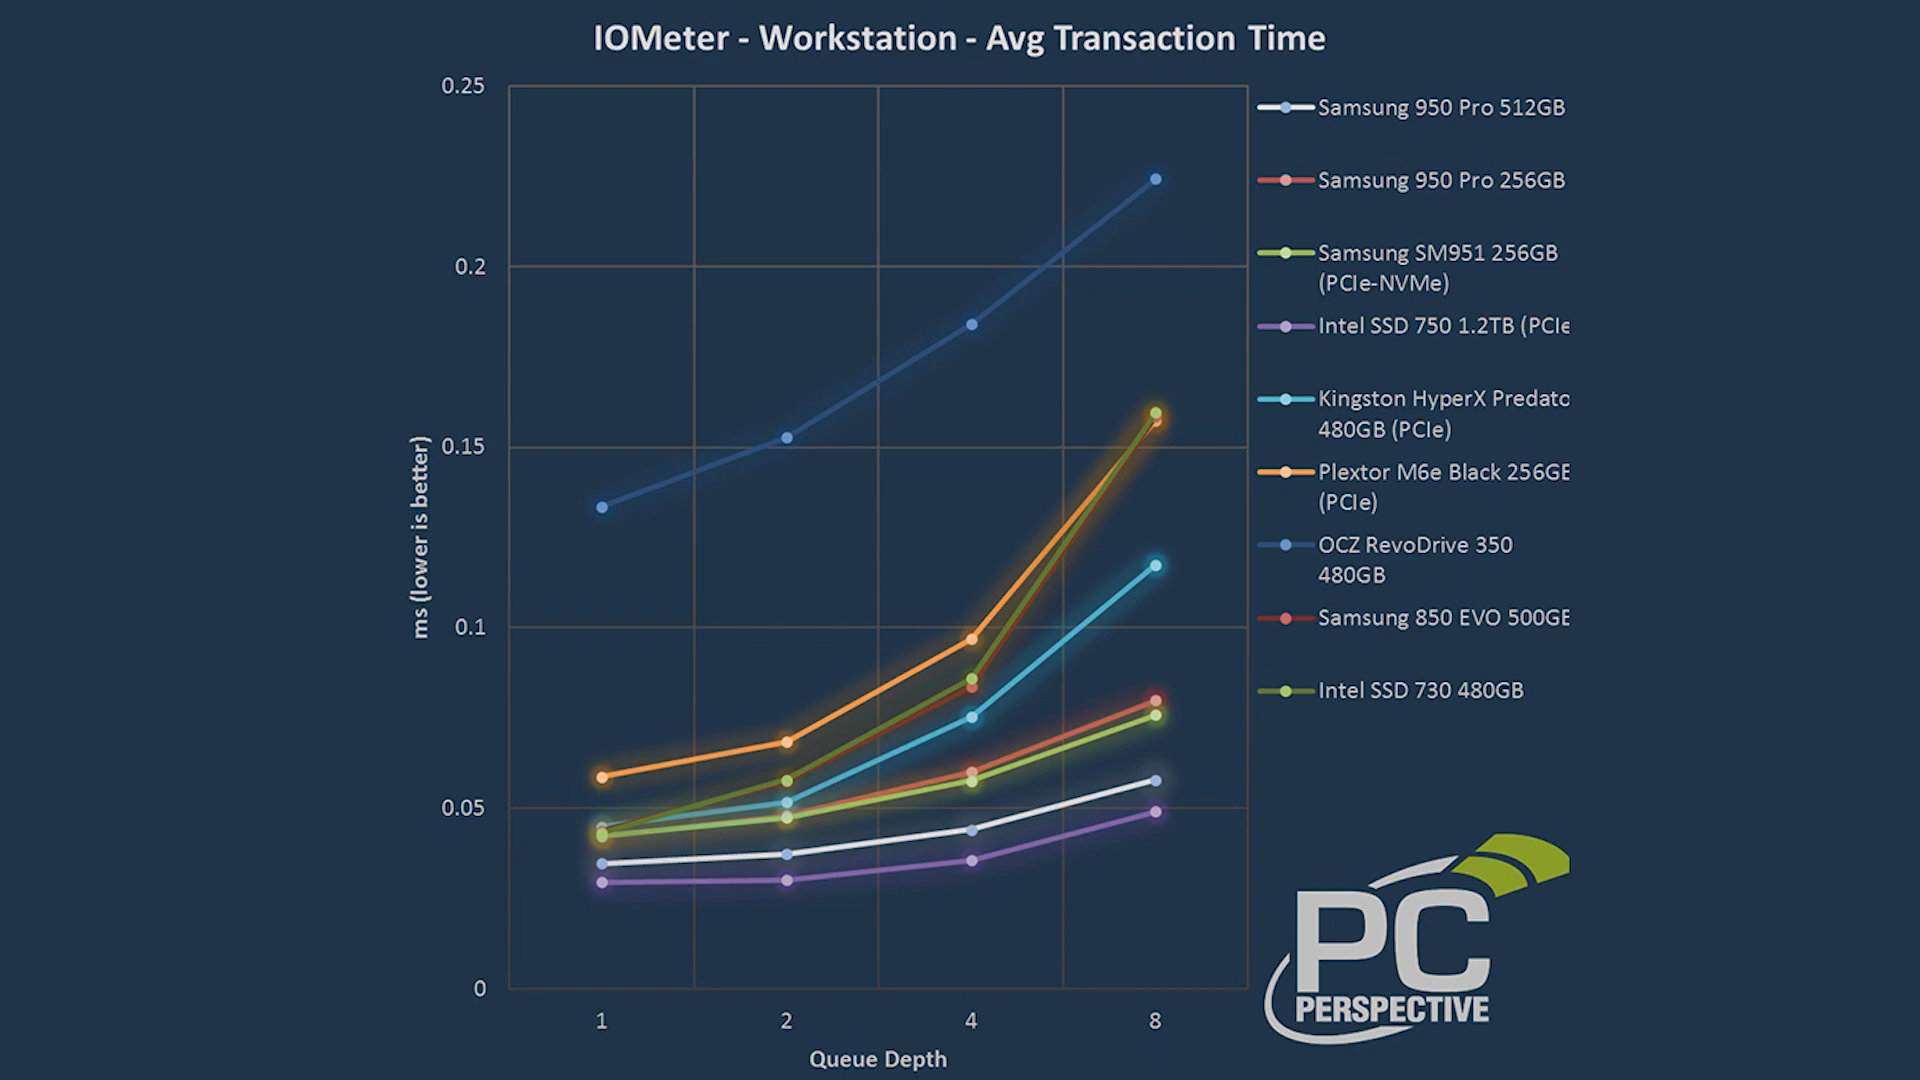 IOMeter - Workstation - Avg Transaction Time
0.25
0.2
0.15
0.1
0.05
0
ms (lower is better)
1 2 4 8
Queue Depth
Samsung 950 Pro 512GB
Samsung 950 Pro 256GB
Samsung SM951 256GB
(PCIe-NVMe)
Intel SSD 750 1.2TB (PCIe
Kingston HyperX Predato
480GB (PCIe)
Plextor M6e Black 256GB
(PCIe)
OCZ RevoDrive 350
480GB
Samsung 850 EVO 500GB
Intel SSD 730 480GB
PC
PERSPECTIVE